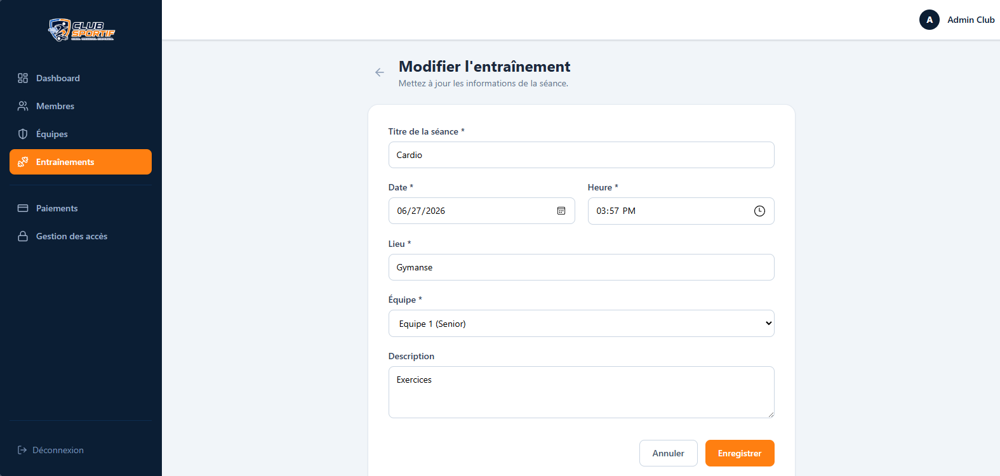 CLUB
SPORTIF
Dashboard
Membres
Équipes
Entraînements
Paiements
Gestion des accès
Déconnexion
A
Admin Club
Modifier l'entraînement
Mettez à jour les informations de la séance.
Titre de la séance *
Cardio
Date *
Heure *
06/27/2026
03:57 PM
Lieu *
Gymanse
Équipe *
Equipe 1 (Senior)
Description
Exercices
Annuler
Enregistrer